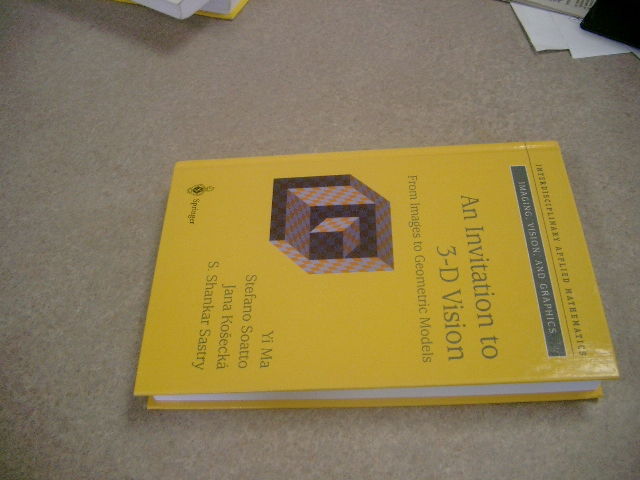 INTERDISCIPLINARY APPLIED MATHEMATICS
IMAGING, VISION, AND GRAPHICS
An Invitation to
3-D Vision
From Images to Geometric Models
Yi Ma
Stefano Soatto
Jana Košecká
S. Shankar Sastry
Springer